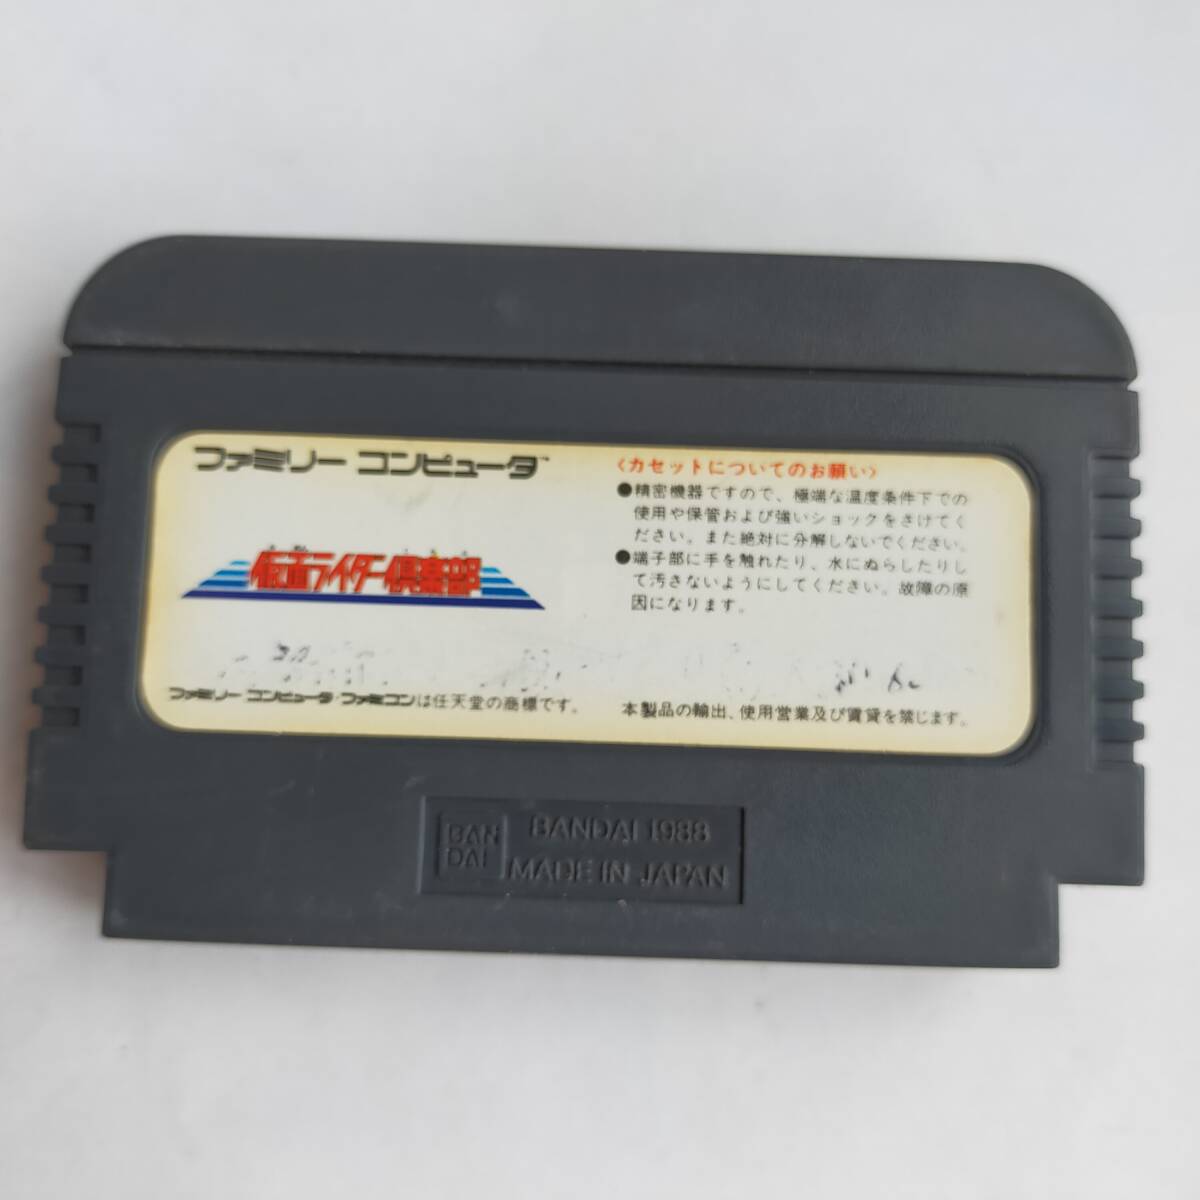 ファミリー コンピュータ™
仮面ライダー倶楽部
〈カセットについてのお願い〉
●精密機器ですので、極端な温度条件下での
使用や保管および強いショックをさけてく
ださい。また絶対に分解しないでください。
●端子部に手を触れたり、水にぬらしたりし
て汚さないようにしてください。故障の原
因になります。
ファミリー コンピュータ・ファミコンは任天堂の商標です。
本製品の輸出、使用営業及び賃貸を禁じます。
BAN
DAI
BANDAI 1988
MADE IN JAPAN